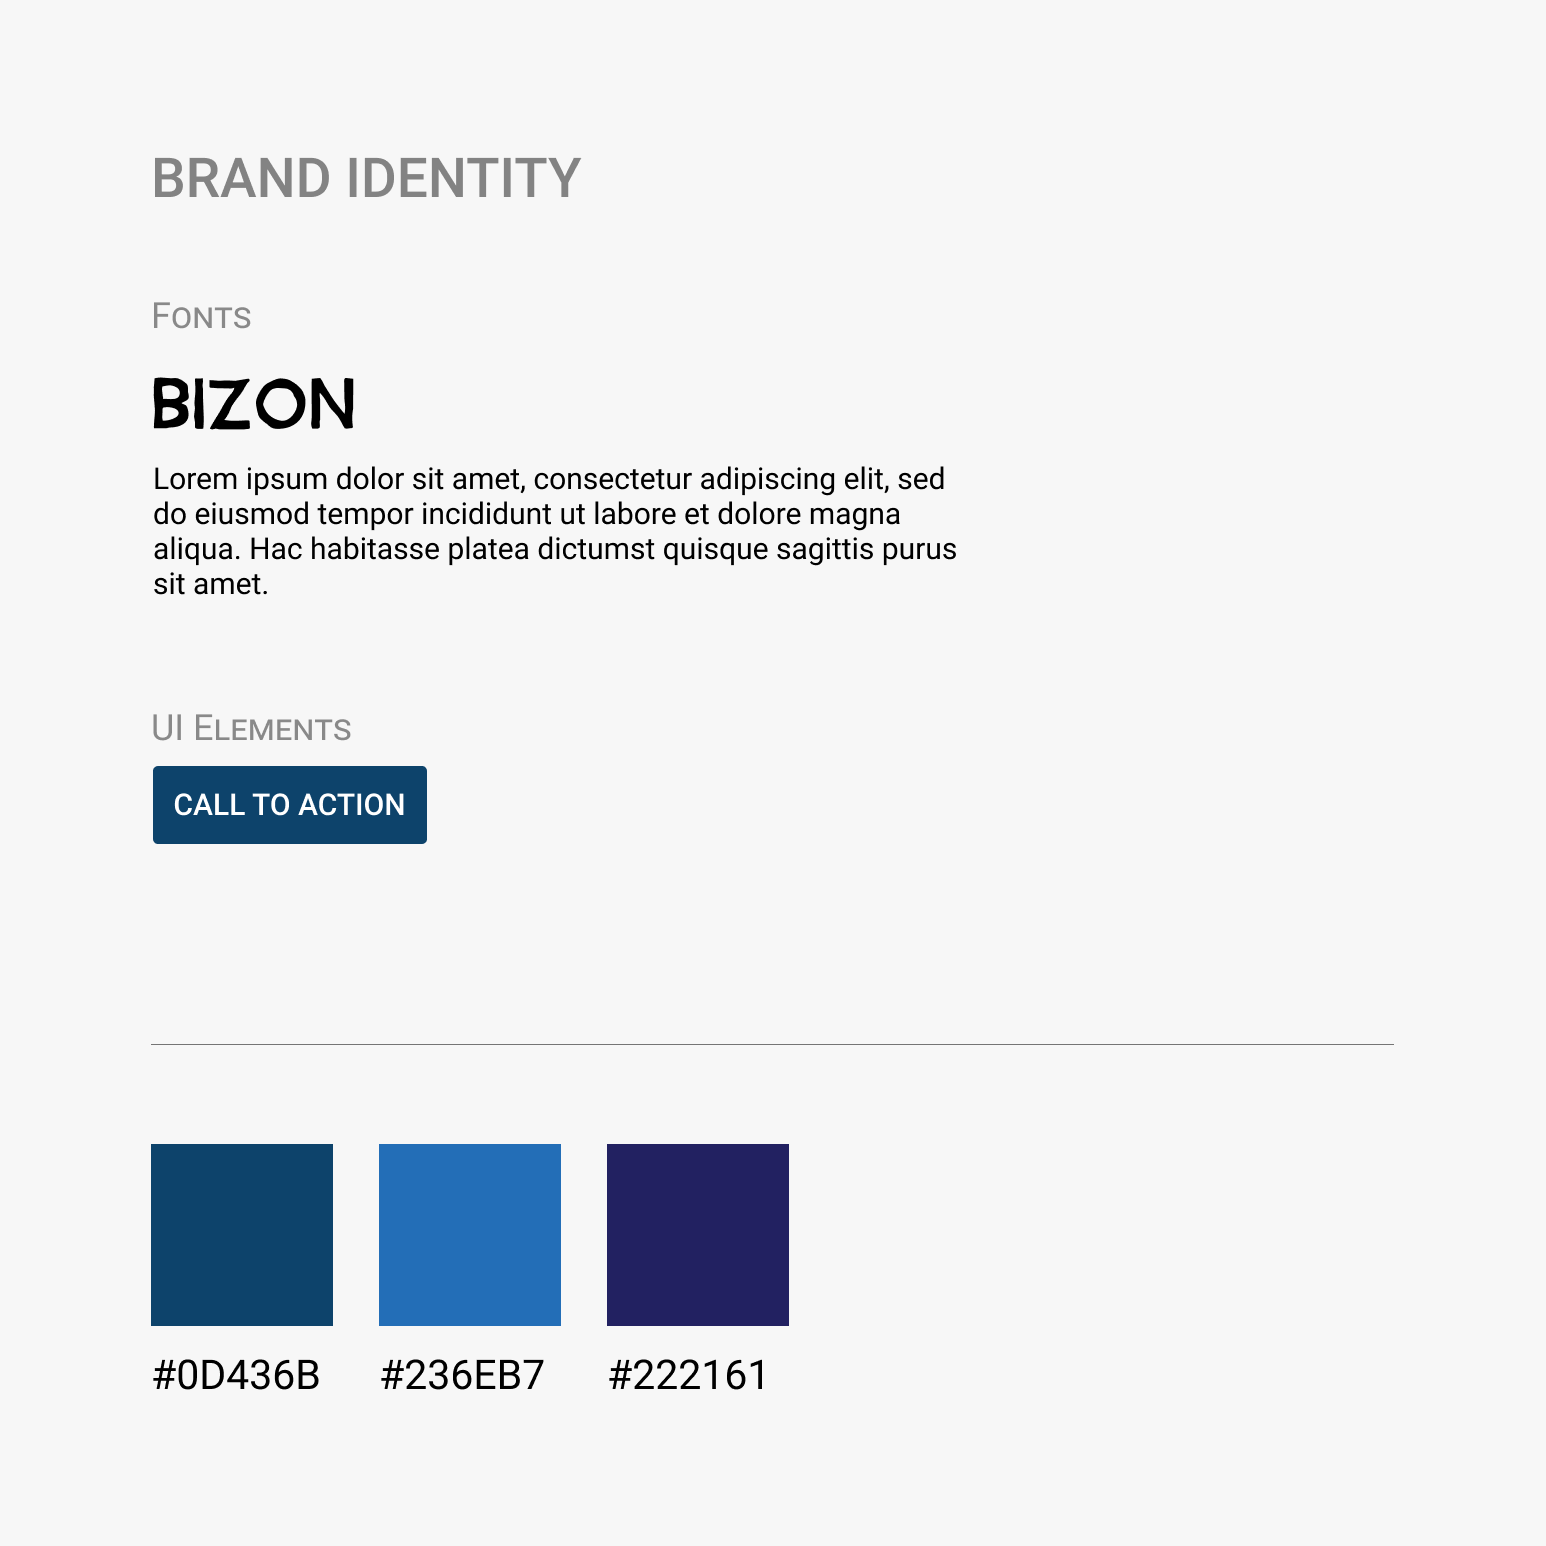 BRAND IDENTITY
Fonts
BIZON
Lorem ipsum dolor sit amet, consectetur adipiscing elit, sed
do eiusmod tempor incididunt ut labore et dolore magna
aliqua. Hac habitasse platea dictumst quisque sagittis purus
sit amet.
UI Elements
CALL TO ACTION
#0D436B #236EB7 #222161